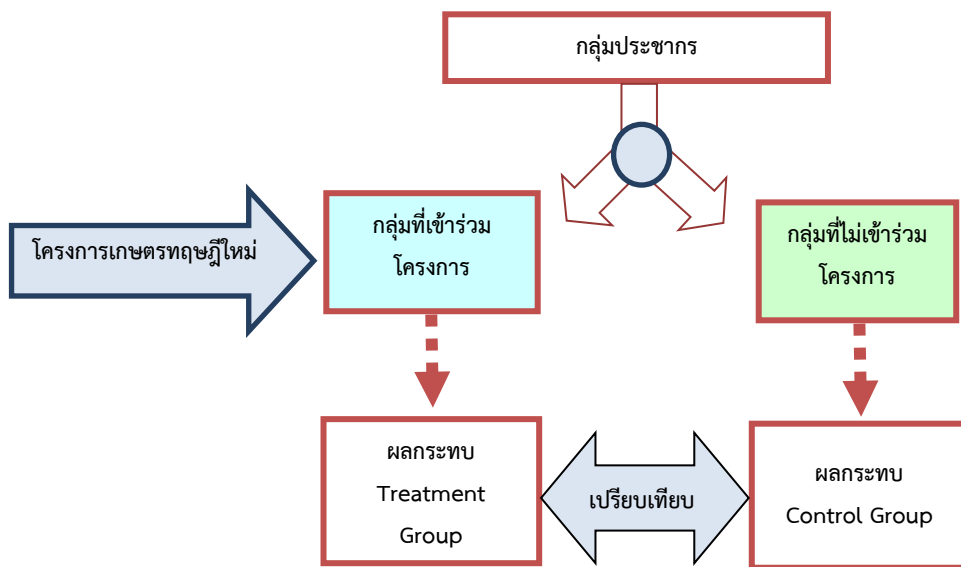 กลุ่มประชากร
โครงการเกษตรทฤษฎีใหม่
กลุ่มที่เข้าร่วม
โครงการ
กลุ่มที่ไม่เข้าร่วม
โครงการ
ผลกระทบ
Treatment
Group
เปรียบเทียบ
ผลกระทบ
Control Group